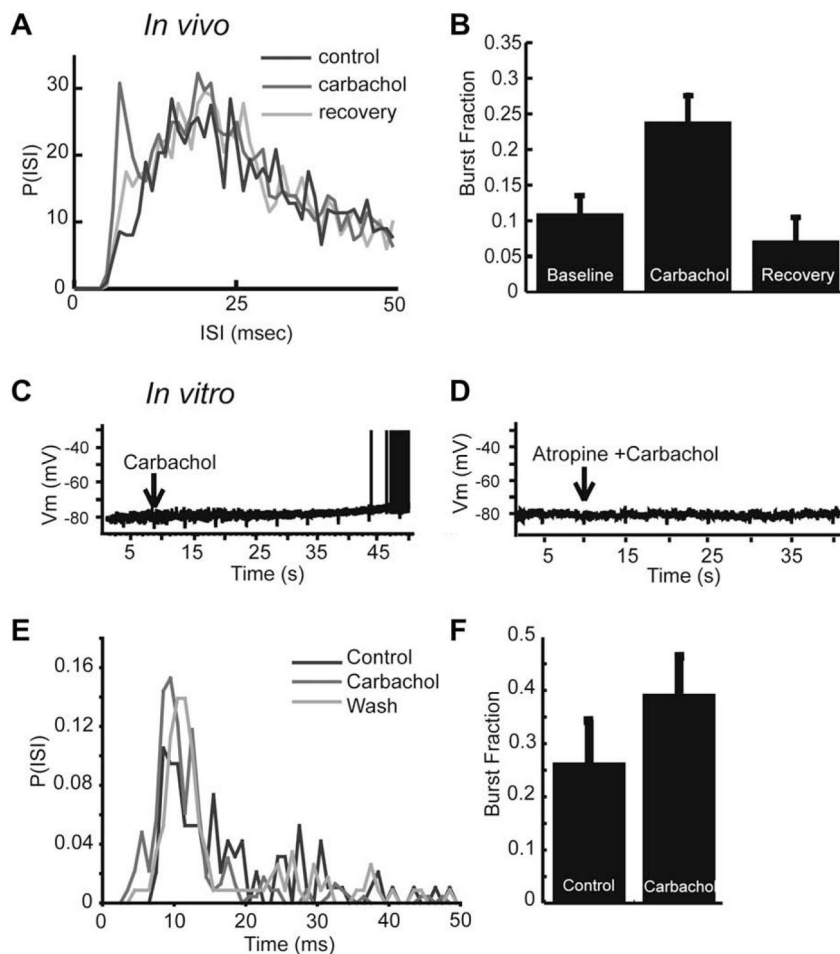 A In vivo
control
carbachol
recovery
P(ISI)
30
20
10
0
0 25 50
ISI (msec)
B
Burst Fraction
0.35
0.3
0.25
0.2
0.15
0.1
0.05
0
Baseline Carbachol Recovery
C In vitro
Vm (mV)
-40
-60
-80
Carbachol
5 15 25 35 45
Time (s)
D
Vm (mV)
-40
-60
-80
Atropine +Carbachol
5 15 25 35
Time (s)
E
Control
Carbachol
Wash
P(ISI)
0.16
0.12
0.08
0.04
0
0 10 20 30 40 50
Time (ms)
F
Burst Fraction
0.5
0.4
0.3
0.2
0.1
0
Control Carbachol